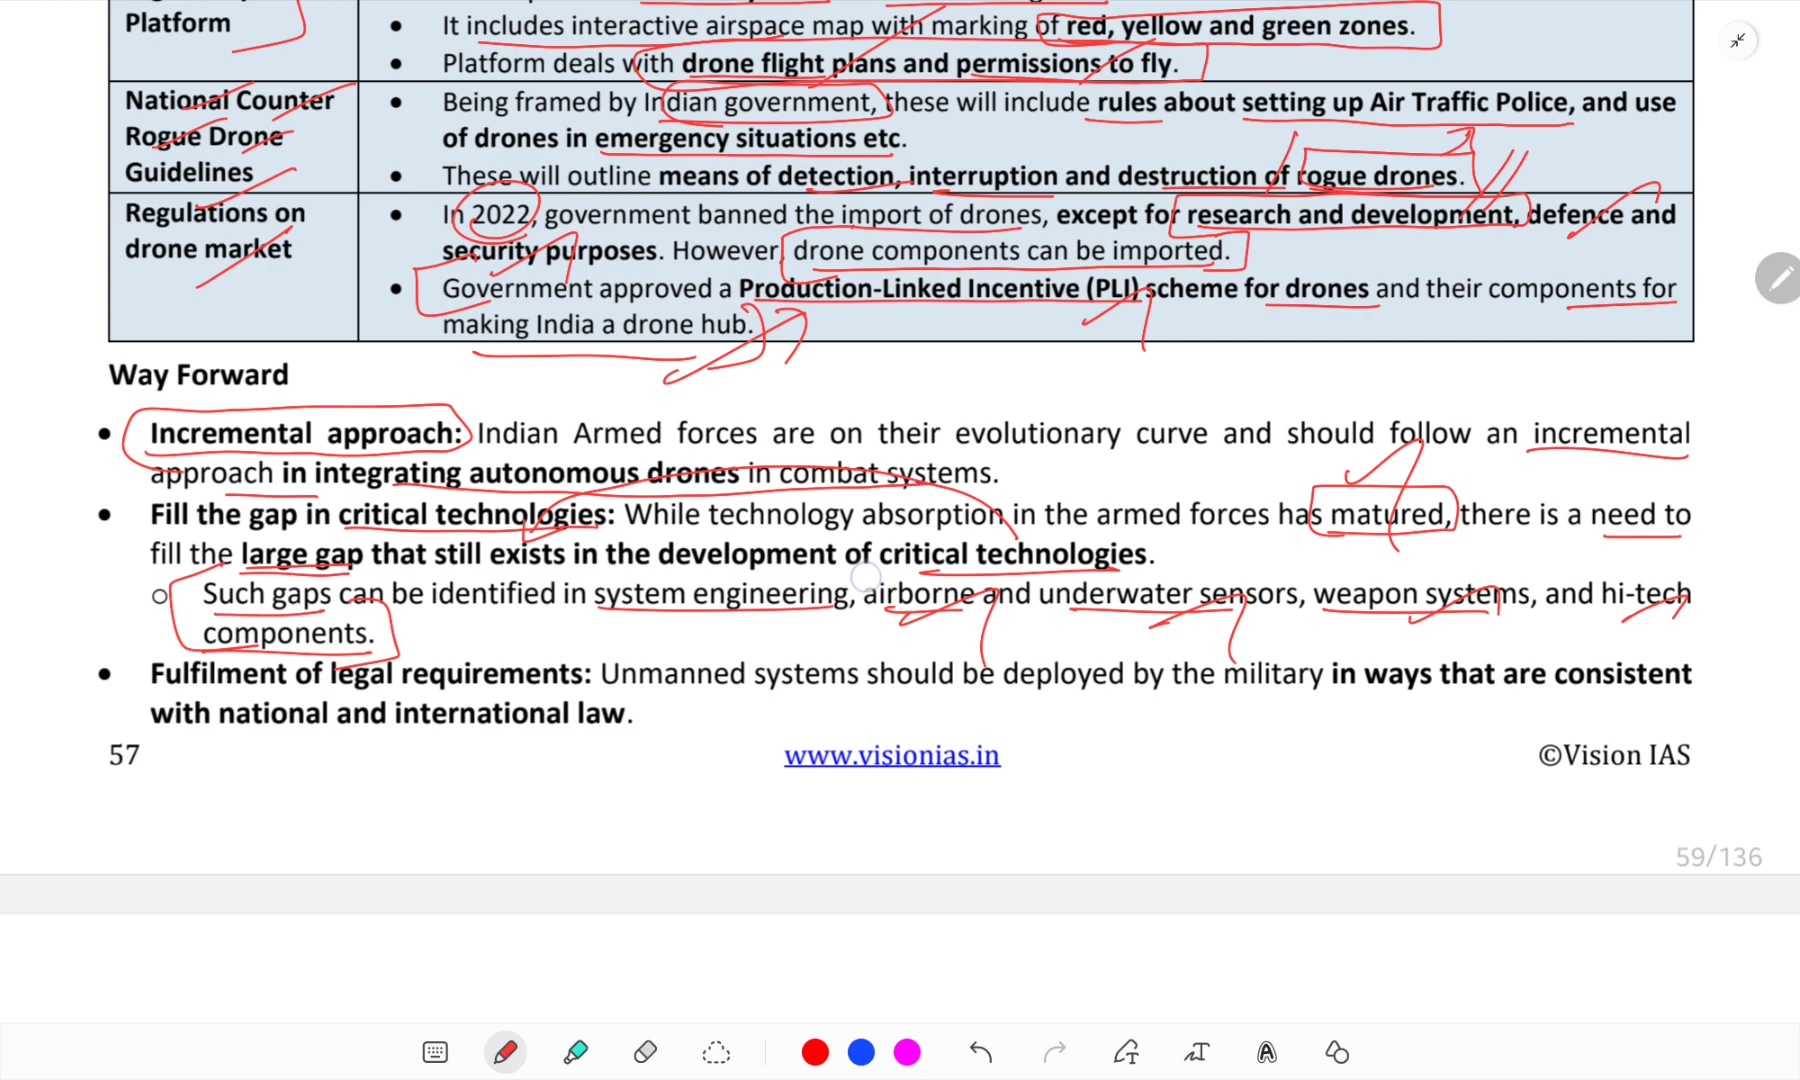 Platform
• It includes interactive airspace map with marking of red, yellow and green zones.
• Platform deals with drone flight plans and permissions to fly.
National Counter
Rogue Drone
Guidelines
• Being framed by Indian government, these will include rules about setting up Air Traffic Police, and use
of drones in emergency situations etc.
• These will outline means of detection, interruption and destruction of rogue drones.
Regulations on
drone market
• In 2022, government banned the import of drones, except for research and development, defence and
security purposes. However, drone components can be imported.
• Government approved a Production-Linked Incentive (PLI) scheme for drones and their components for
making India a drone hub.
Way Forward
• Incremental approach: Indian Armed forces are on their evolutionary curve and should follow an incremental
approach in integrating autonomous drones in combat systems.
• Fill the gap in critical technologies: While technology absorption in the armed forces has matured, there is a need to
fill the large gap that still exists in the development of critical technologies.
o Such gaps can be identified in system engineering, airborne and underwater sensors, weapon systems, and hi-tech
components.
• Fulfilment of legal requirements: Unmanned systems should be deployed by the military in ways that are consistent
with national and international law.
57 www.visionias.in ©Vision IAS
59/136